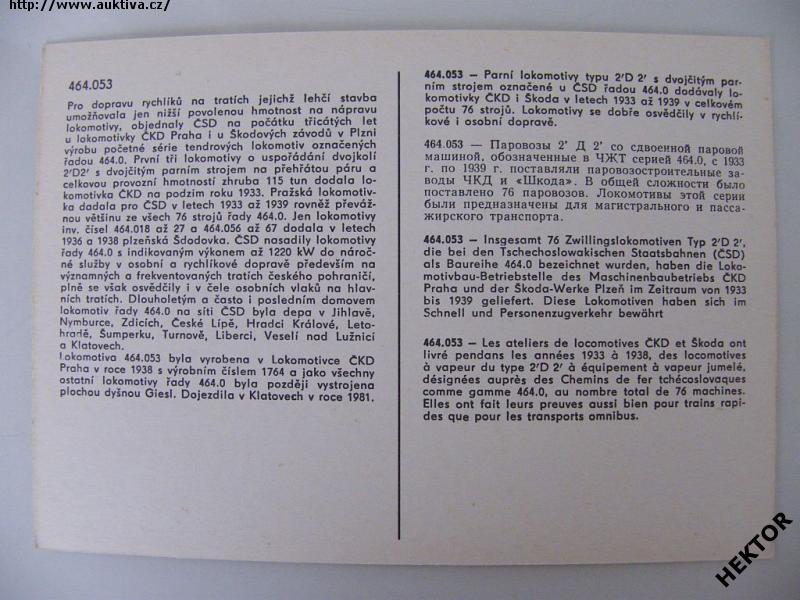 http://www.auktiva.cz/
464.053
Pro dopravu rychlíků na tratích jejichž lehčí stavba
umožňovala jen nižší povolenou hmotnost na nápravu
lokomotivy, objednaly ČSD na počátku třicátých let
u lokomotivky ČKD Praha i u Škodových závodů v Plzni
výrobu početné série tendrových lokomotiv označených
řadou 464.0. První tři lokomotivy o uspořádání dvojkolí
2'D2' s dvojčitým parním strojem na přehřátou páru a
celkovou provozní hmotností zhruba 115 tun dodala lo-
komotivka ČKD na podzim roku 1933. Pražská lokomotiv-
ka dodala pro ČSD v letech 1933 až 1939 rovněž převáž-
nou většinu ze všech 76 strojů řady 464.0. Jen lokomotivy
inv. čísel 464.018 až 27 a 464.056 až 67 dodala v letech
1936 a 1938 plzeňská Šdodovka. ČSD nasadily lokomotivy
řady 464.0 s indikovaným výkonem až 1220 kW do nároč-
né služby v osobní a rychlíkové dopravě především na
významných a frekventovaných tratích českého pohraničí,
plně se však osvědčily i v čele osobních vlaků na hlav-
ních tratích. Dlouholetým a často i posledním domovem
lokomotiv řady 464.0 na síti ČSD byla depa v Jihlavě,
Nymburce, Zdicích, České Lípě, Hradci Králové, Leto-
hradě, Šumperku, Turnově, Liberci, Veselí nad Lužnicí
a Klatovech.
Lokomotiva 464.053 byla vyrobena v Lokomotivce ČKD
Praha v roce 1938 s výrobním číslem 1764 a jako všechny
ostatní lokomotivy řady 464.0 byla později vystrojena
plochou dyšnou Giesl. Dojezdila v Klatovech v roce 1981.
464.053 — Parní lokomotivy typu 2'D 2' s dvojčitým par-
ním strojem označené u ČSD řadou 464.0 dodávaly lo-
komotivky ČKD i Škoda v letech 1933 až 1939 v celkovém
počtu 76 strojů. Lokomotivy se dobře osvědčily v rychlí-
kové i osobní dopravě.
464.053 — Паровозы 2' Д 2' со сдвоенной паровой
машиной, обозначенные в ЧЖТ серией 464.0, с 1933
г. по 1939 г. поставляли паровозостроительные за-
воды ЧКД и «Шкода». В общей сложности было
поставлено 76 паровозов. Локомотивы этой серии
были предназначены для магистрального и пасса-
жирского транспорта.
464.053 — Insgesamt 76 Zwillingslokomotiven Typ 2'D 2',
die bei den Tschechoslowakischen Staatsbahnen (ČSD)
als Baureihe 464.0 bezeichnet wurden, haben die Loko-
motivbau-Betriebstelle des Maschinenbaubetriebs ČKD
Praha und der Škoda-Werke Plzeň im Zeitraum von 1933
bis 1939 geliefert. Diese Lokomotiven haben sich im
Schnell und Personenzugverkehr bewährt
464.053 — Les ateliers de locomotives ČKD et Škoda ont
livré pendans les années 1933 à 1938, des locomotives
à vapeur du type 2'D 2' à équipement à vapeur jumelé,
désignées auprès des Chemins de fer tchécoslovaques
comme gamme 464.0, au nombre total de 76 machines.
Elles ont fait leurs preuves aussi bien pour trains rapi-
des que pour les transports omnibus.
HEKTOR